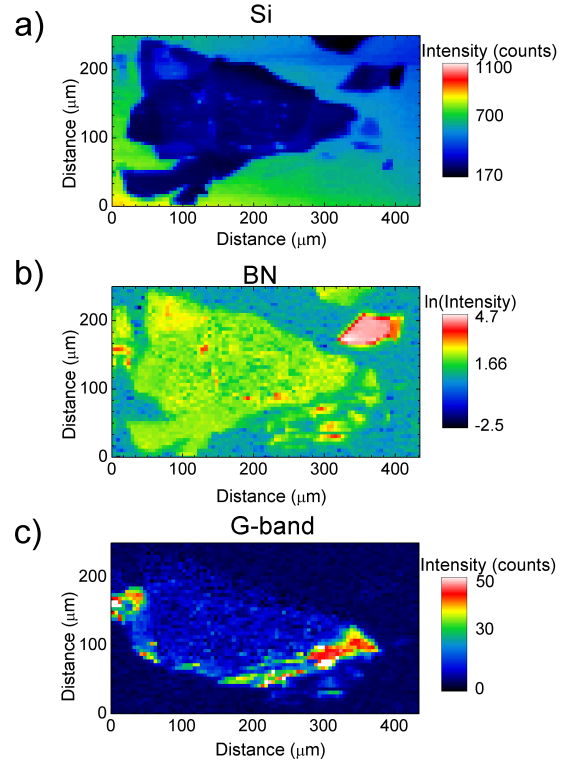 a)
Si
Intensity (counts)
1100
700
170
200
100
0
Distance (μm)
0
100
200
300
400
Distance (μm)
b)
BN
ln(Intensity)
4.7
1.66
-2.5
200
100
0
Distance (μm)
0
100
200
300
400
Distance (μm)
c)
G-band
Intensity (counts)
50
30
0
200
100
0
Distance (μm)
0
100
200
300
400
Distance (μm)